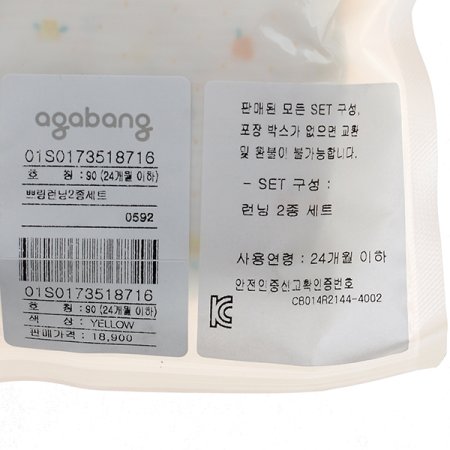 agabang
01S0173518716
호 칭 : 90 (24개월 이하)
뽀림런닝2종세트
0592
01S0173518716
호 칭 : 90 (24개월 이하)
색 상 : YELLOW
판매가격 : 18,900
판매된 모든 SET 구성,
포장 박스가 없으면 교환
및 환불이 불가능합니다.
- SET 구성 :
런닝 2종 세트
사용연령 : 24개월 이하
안전인증신고확인증번호
CB014R2144-4002